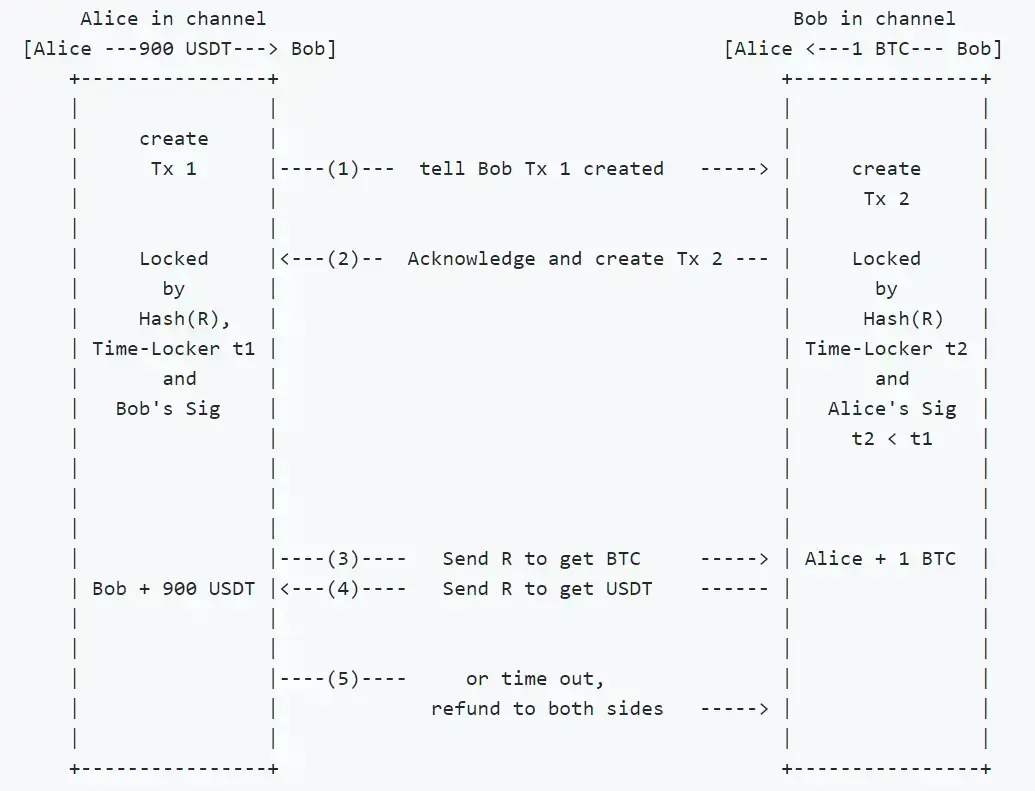 Alice in channel Bob in channel
[Alice ---900 USDT---> Bob] [Alice <---1 BTC--- Bob]
+----------------+ +----------------+
| | | |
| create | | |
| Tx 1 |----(1)--- tell Bob Tx 1 created -----> | create |
| | | Tx 2 |
| | | |
| Locked |<---(2)-- Acknowledge and create Tx 2 --- | Locked |
| by | | by |
| Hash(R), | | Hash(R) |
| Time-Locker t1 | | Time-Locker t2 |
| and | | and |
| Bob's Sig | | Alice's Sig |
| | | t2 < t1 |
| | | |
| | | |
| | | |
| |----(3)---- Send R to get BTC -----> | Alice + 1 BTC |
| Bob + 900 USDT |<---(4)---- Send R to get USDT ------ | |
| | | |
| | | |
| |----(5)---- or time out, | |
| | refund to both sides -----> | |
| | | |
+----------------+ +----------------+